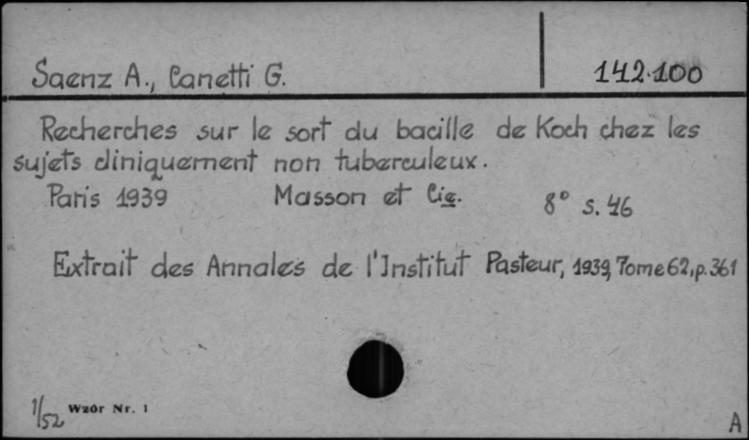 Saenz A., Canetti G.
142.100
Recherches sur le sort du bacille de Koch chez les
sujets cliniquement non tuberculeux.
Paris 1939 Masson et Cie. 8° s. 46
Extrait des Annales de l'Institut Pasteur, 1939, Tome 62, p. 361
1/52 Wzór Nr. 1
A